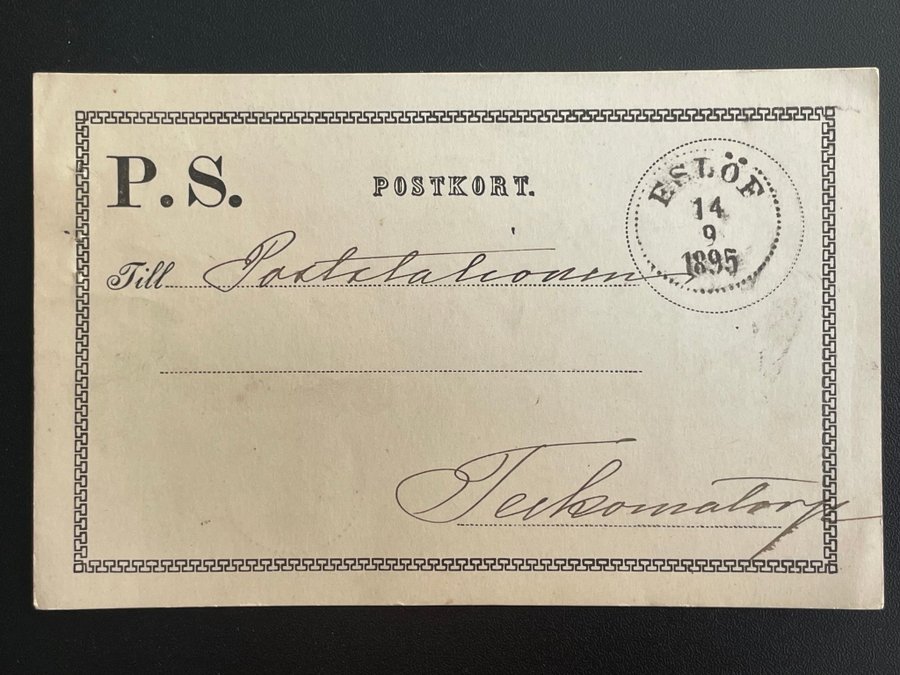 P.S.
POSTKORT.
ESLÖF
14
9
1895
Till Poststationen
Teckomatorp